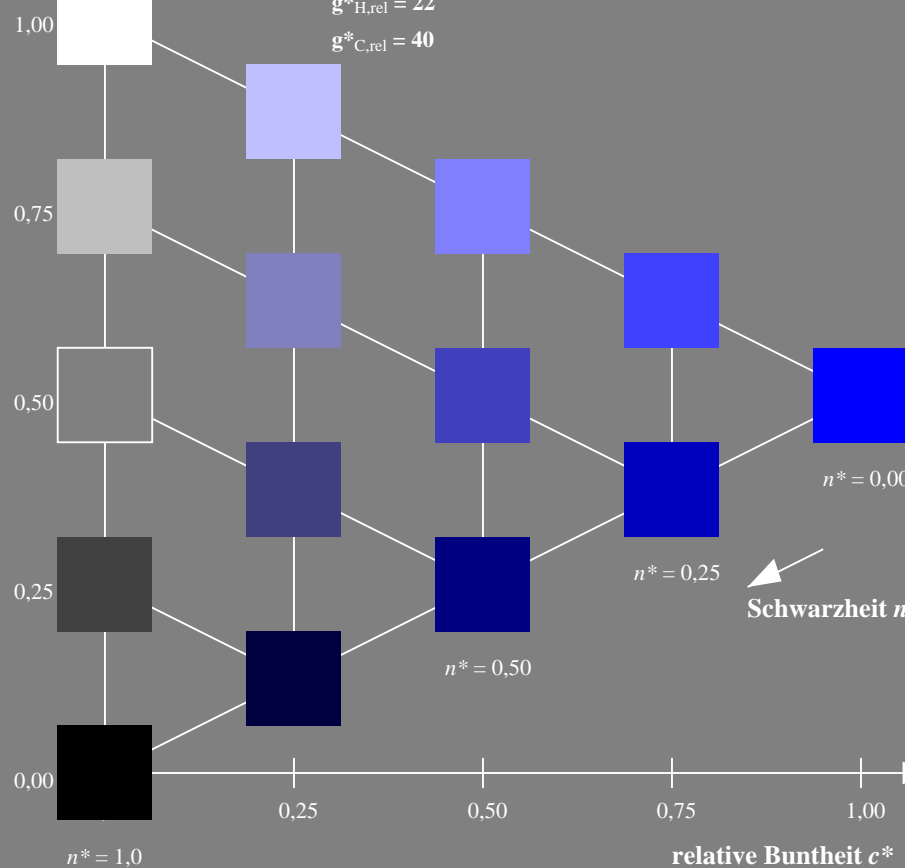 g*H,rel = 22
1,00
g*C,rel = 40
0,75
0,50
n* = 0,00
n* = 0,25
0,25
Schwarzheit n
n* = 0,50
0,00
0,25 0,50 0,75 1,00
n* = 1,0
relative Buntheit c*